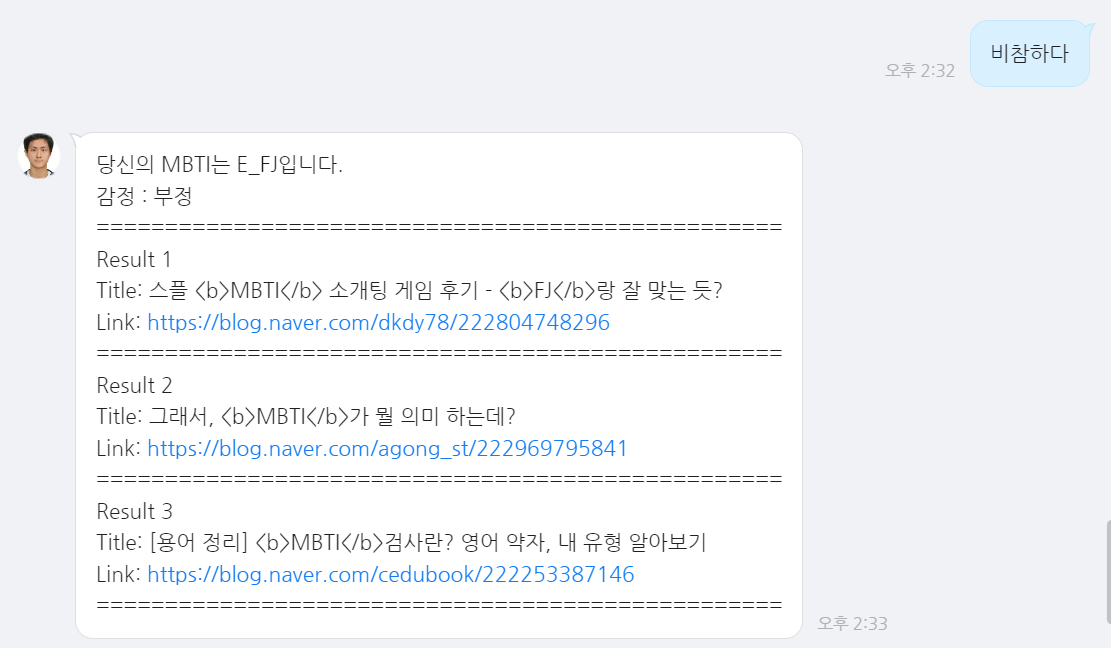 비참하다
오후 2:32
당신의 MBTI는 E_FJ입니다.
감정 : 부정
==================================================
Result 1
Title: 스플 <b>MBTI</b> 소개팅 게임 후기 - <b>FJ</b>랑 잘 맞는 듯?
Link: https://blog.naver.com/dkdy78/222804748296
==================================================
Result 2
Title: 그래서, <b>MBTI</b>가 뭘 의미 하는데?
Link: https://blog.naver.com/agong_st/222969795841
==================================================
Result 3
Title: [용어 정리] <b>MBTI</b>검사란? 영어 약자, 내 유형 알아보기
Link: https://blog.naver.com/cedubook/222253387146
==================================================
오후 2:33